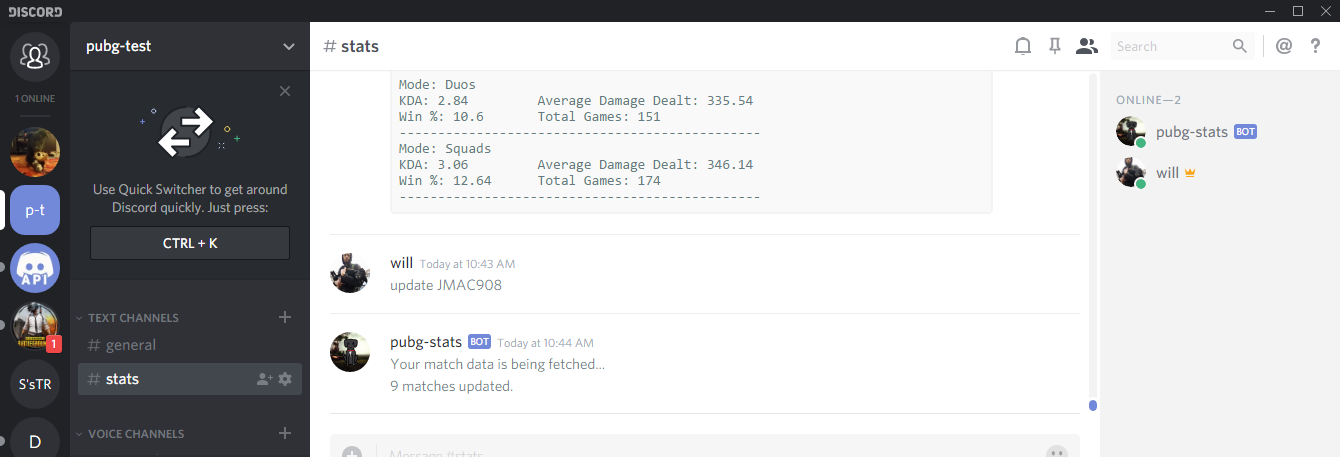 DISCORD
1 ONLINE
p-t
API
1
S'sTR
D
pubg-test
Use Quick Switcher to get around
Discord quickly. Just press:
CTRL + K
TEXT CHANNELS
# general
# stats
VOICE CHANNELS
# stats
Search
@ ?
Mode: Duos
KDA: 2.84 Average Damage Dealt: 335.54
Win %: 10.6 Total Games: 151
----------------------------------------------
Mode: Squads
KDA: 3.06 Average Damage Dealt: 346.14
Win %: 12.64 Total Games: 174
----------------------------------------------
will Today at 10:43 AM
update JMAC908
pubg-stats BOT Today at 10:44 AM
Your match data is being fetched...
9 matches updated.
Message #stats
ONLINE—2
pubg-stats BOT
will